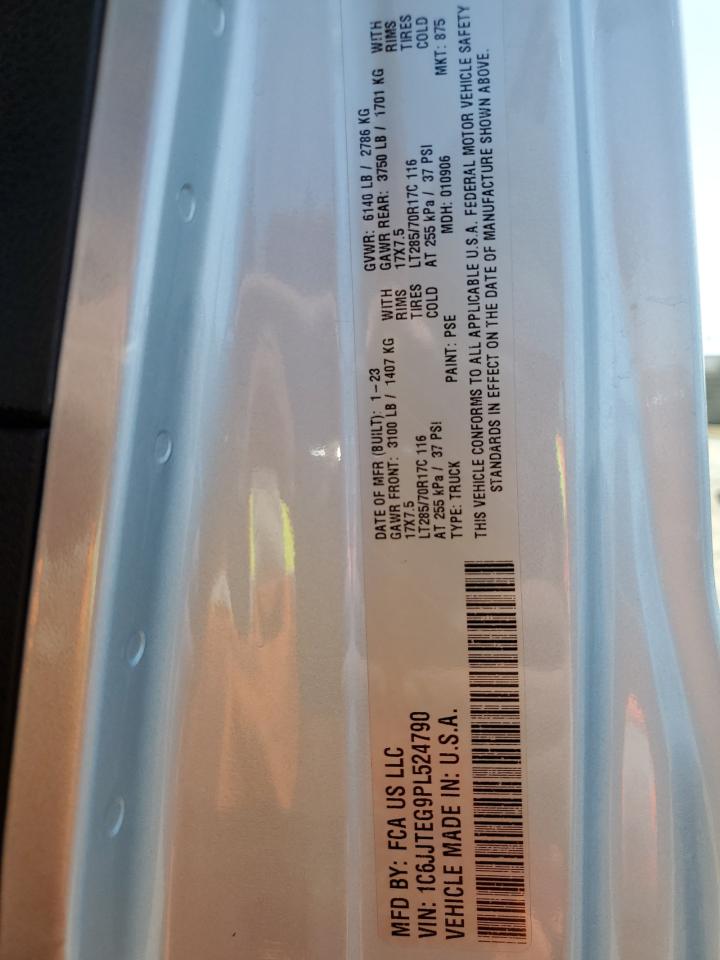 MFD BY: FCA US LLC
VIN: 1C6JJTEG9PL524790
VEHICLE MADE IN: U.S.A.
DATE OF MFR (BUILT): 1-23
GAWR FRONT: 3100 LB / 1407 KG WITH
17X7.5 RIMS
LT285/70R17C 116 TIRES
AT 255 kPa / 37 PSI COLD
TYPE: TRUCK PAINT: PSE
GVWR: 6140 LB / 2786 KG
GAWR REAR: 3750 LB / 1701 KG WITH
17X7.5 RIMS
LT285/70R17C 116 TIRES
AT 255 kPa / 37 PSI COLD
MDH: 010906 MKT: 875
THIS VEHICLE CONFORMS TO ALL APPLICABLE U.S.A. FEDERAL MOTOR VEHICLE SAFETY
STANDARDS IN EFFECT ON THE DATE OF MANUFACTURE SHOWN ABOVE.